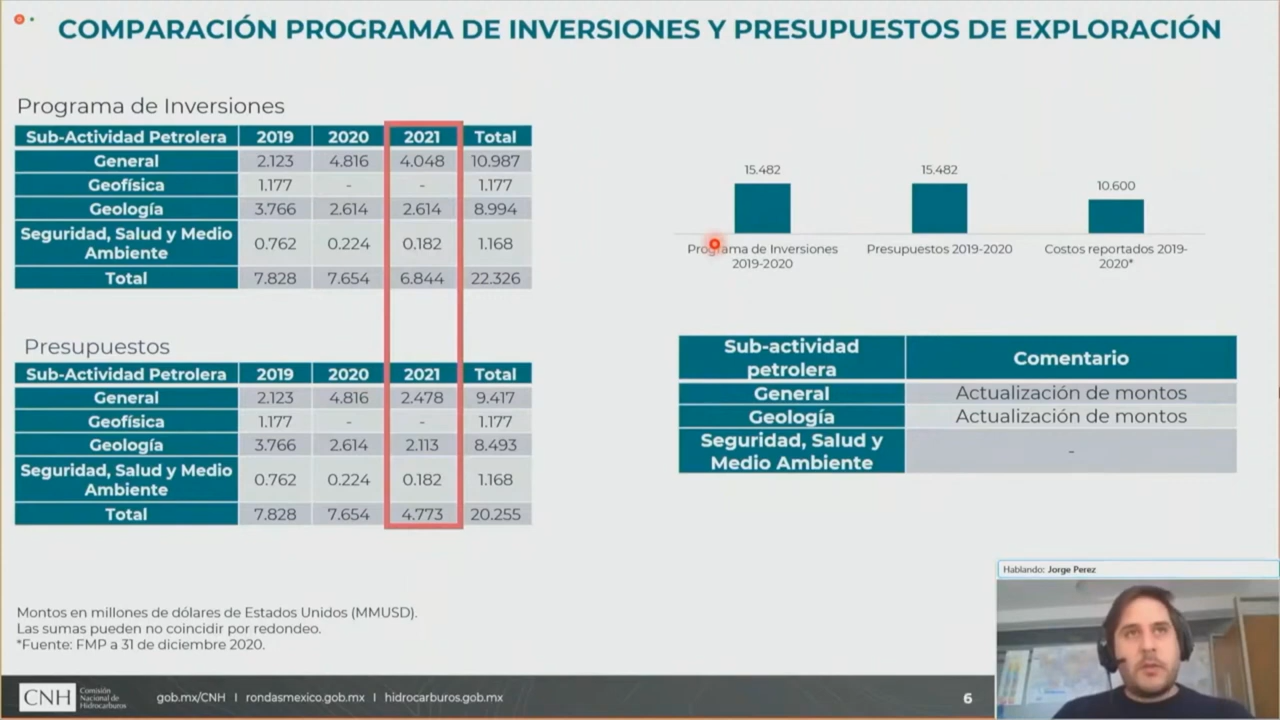 COMPARACIÓN PROGRAMA DE INVERSIONES Y PRESUPUESTOS DE EXPLORACIÓN
Programa de Inversiones
Sub-Actividad Petrolera 2019 2020 2021 Total
General 2.123 4.816 4.048 10.987
Geofísica 1.177 - - 1.177
Geología 3.766 2.614 2.614 8.994
Seguridad, Salud y Medio
Ambiente 0.762 0.224 0.182 1.168
Total 7.828 7.654 6.844 22.326
Presupuestos
Sub-Actividad Petrolera 2019 2020 2021 Total
General 2.123 4.816 2.478 9.417
Geofísica 1.177 - - 1.177
Geología 3.766 2.614 2.113 8.493
Seguridad, Salud y Medio
Ambiente 0.762 0.224 0.182 1.168
Total 7.828 7.654 4.773 20.255
15.482 15.482 10.600
Programa de Inversiones
2019-2020
Presupuestos 2019-2020
Costos reportados 2019-
2020*
Sub-actividad
petrolera
Comentario
General Actualización de montos
Geología Actualización de montos
Seguridad, Salud y
Medio Ambiente -
Montos en millones de dólares de Estados Unidos (MMUSD).
Las sumas pueden no coincidir por redondeo.
*Fuente: FMP a 31 de diciembre 2020.
Hablando: Jorge Perez
CNH
Comisión
Nacional de
Hidrocarburos
gob.mx/CNH I rondasmexico.gob.mx I hidrocarburos.gob.mx
6